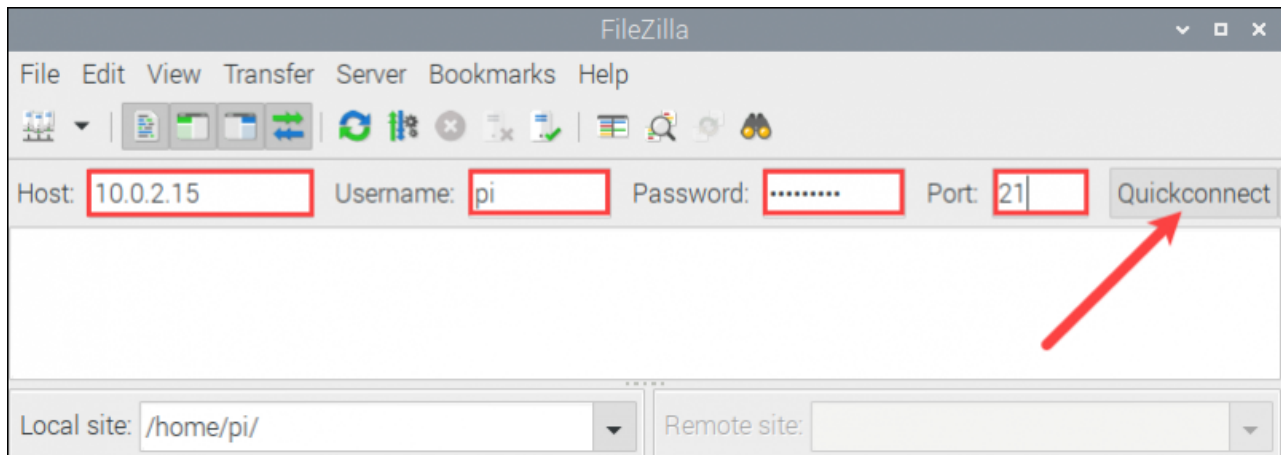 FileZilla
File Edit View Transfer Server Bookmarks Help
Host: 10.0.2.15 Username: pi Password: ••••••••• Port: 21 Quickconnect
Local site: /home/pi/ Remote site: